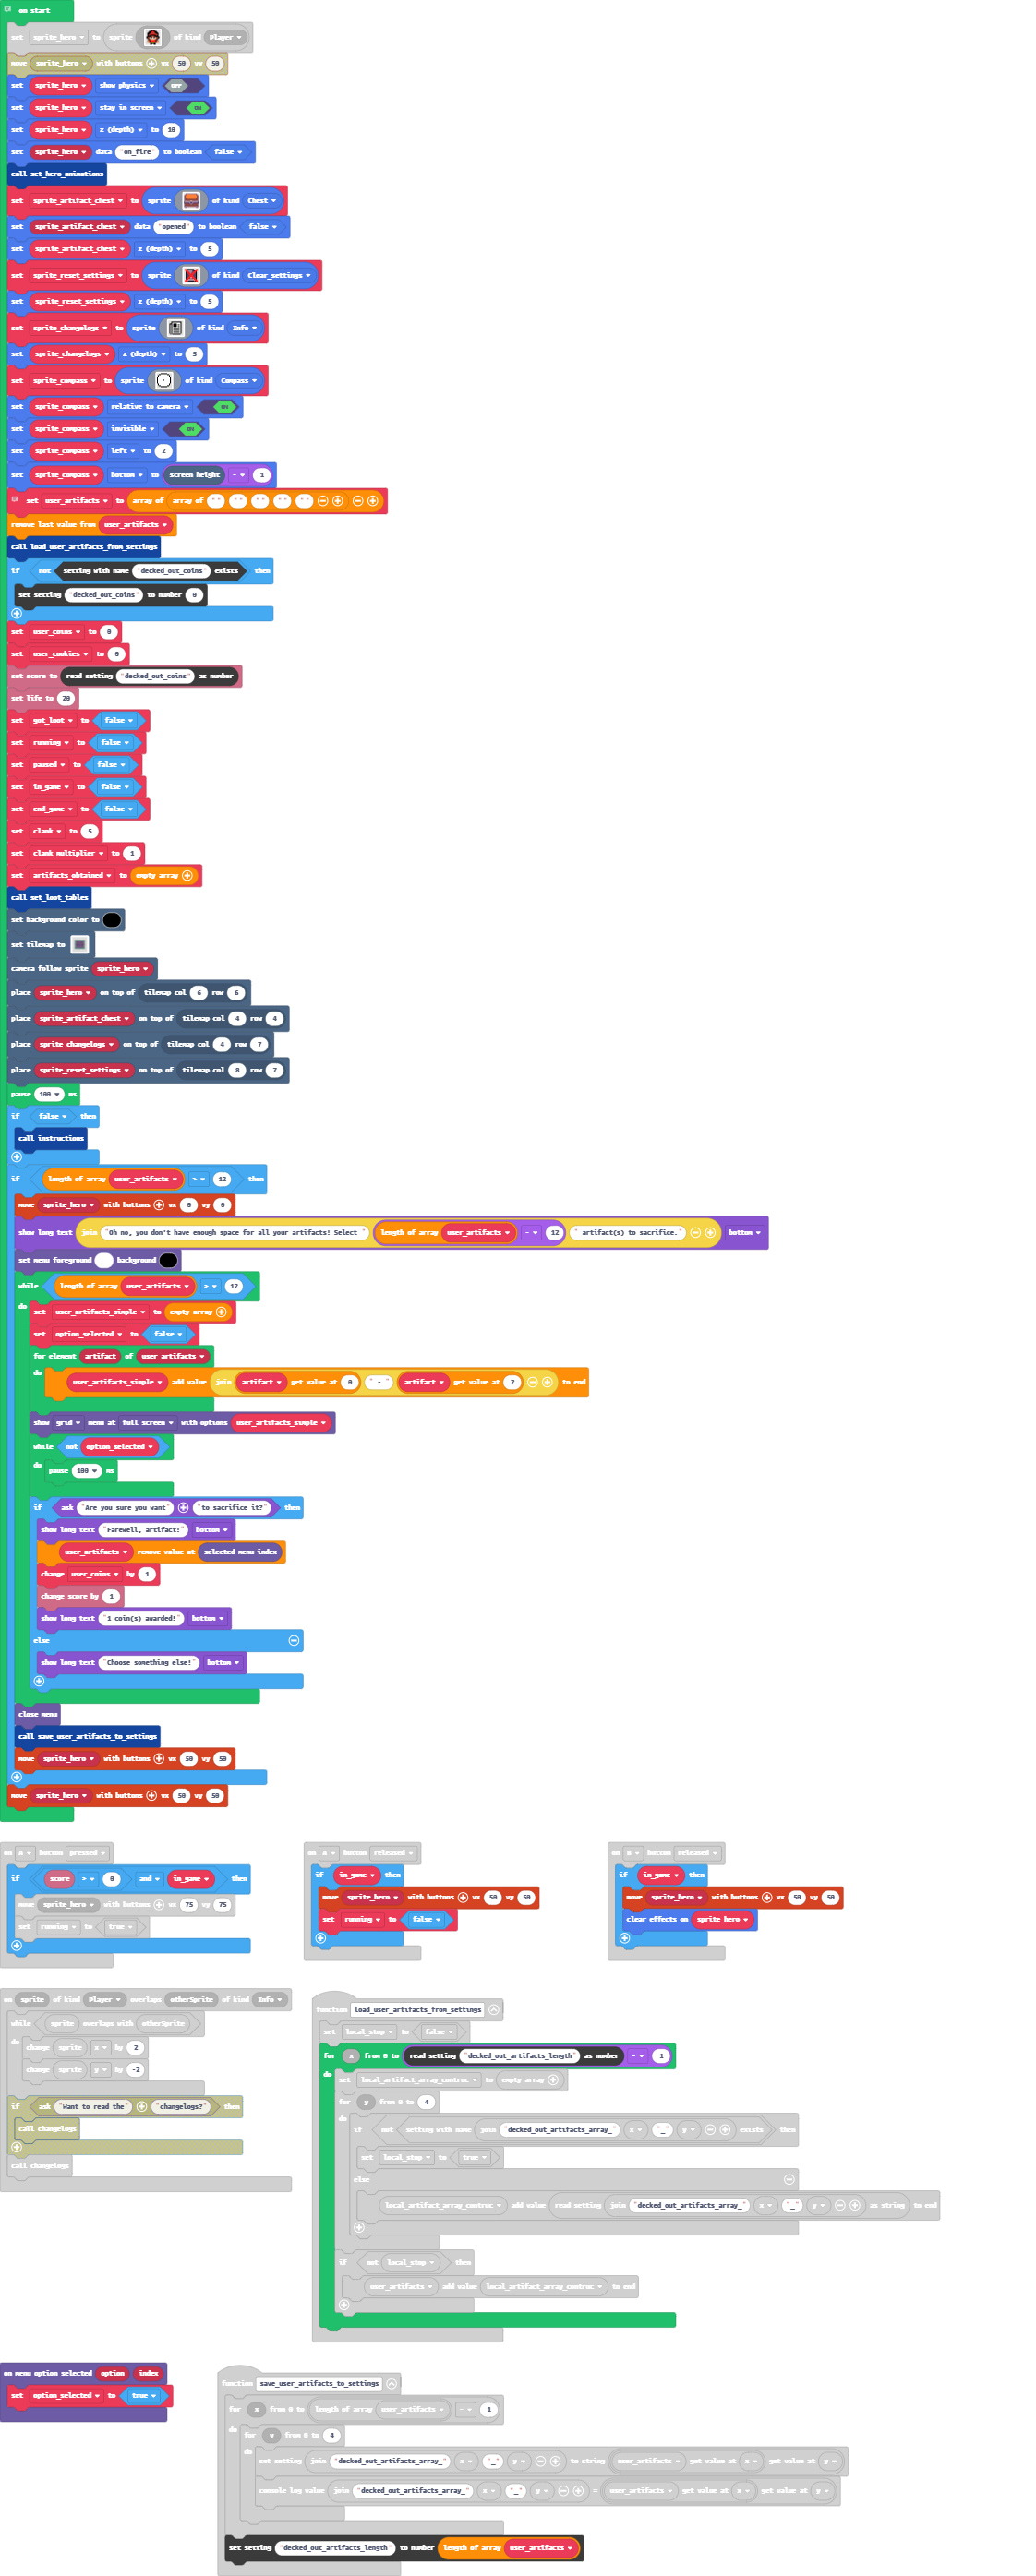 on start
set sprite_hero to sprite of kind Player
move sprite_hero with buttons vx 50 vy 50
set sprite_hero show physics OFF
set sprite_hero stay in screen ON
set sprite_hero z (depth) to 10
set sprite_hero data "on_fire" to boolean false
call set_hero_animations
set sprite_artifact_chest to sprite of kind Chest
set sprite_artifact_chest data "opened" to boolean false
set sprite_artifact_chest z (depth) to 5
set sprite_reset_settings to sprite of kind Clear_settings
set sprite_reset_settings z (depth) to 5
set sprite_changelogs to sprite of kind Info
set sprite_changelogs z (depth) to 5
set sprite_compass to sprite of kind Compass
set sprite_compass relative to camera ON
set sprite_compass invisible ON
set sprite_compass left to 2
set sprite_compass bottom to screen height - 1
set user_artifacts to array of array of " " " " " " " " " "
remove last value from user_artifacts
call load_user_artifacts_from_settings
if not setting with name "decked_out_coins" exists then
set setting "decked_out_coins" to number 0
set user_coins to 0
set user_cookies to 0
set score to read setting "decked_out_coins" as number
set life to 20
set got_loot to false
set running to false
set paused to false
set in_game to false
set end_game to false
set clank to 5
set clank_multiplier to 1
set artifacts_obtained to empty array
call set_loot_tables
set background color to
set tilemap to
camera follow sprite sprite_hero
place sprite_hero on top of tilemap col 6 row 6
place sprite_artifact_chest on top of tilemap col 4 row 4
place sprite_changelogs on top of tilemap col 4 row 7
place sprite_reset_settings on top of tilemap col 8 row 7
pause 100 ms
if false then
call instructions
if length of array user_artifacts > 12 then
move sprite_hero with buttons vx 0 vy 0
show long text join "Oh no, you don't have enough space for all your artifacts! Select " length of array user_artifacts - 12 " artifact(s) to sacrifice." bottom
set menu foreground background
while length of array user_artifacts > 12
do set user_artifacts_simple to empty array
set option_selected to false
for element artifact of user_artifacts
do user_artifacts_simple add value join artifact get value at 0 " - " artifact get value at 2 to end
show grid menu at full screen with options user_artifacts_simple
while not option_selected
do pause 100 ms
if ask "Are you sure you want" "to sacrifice it?" then
show long text "Farewell, artifact!" bottom
user_artifacts remove value at selected menu index
change user_coins by 1
change score by 1
show long text "1 coin(s) awarded!" bottom
else
show long text "Choose something else!" bottom
close menu
call save_user_artifacts_to_settings
move sprite_hero with buttons vx 50 vy 50
move sprite_hero with buttons vx 50 vy 50
on A button pressed
if score > 0 and in_game then
move sprite_hero with buttons vx 75 vy 75
set running to true
on A button released
if in_game then
move sprite_hero with buttons vx 50 vy 50
set running to false
on B button released
if in_game then
move sprite_hero with buttons vx 50 vy 50
clear effects on sprite_hero
on sprite of kind Player overlaps otherSprite of kind Info
while sprite overlaps with otherSprite
do change sprite x by 2
change sprite y by -2
if ask "Want to read the" "changelogs?" then
call changelogs
call changelogs
function load_user_artifacts_from_settings
set local_stop to false
for x from 0 to read setting "decked_out_artifacts_length" as number - 1
do set local_artifact_array_contruc to empty array
for y from 0 to 4
do if not setting with name join "decked_out_artifacts_array_" x "_" y exists then
set local_stop to true
else
local_artifact_array_contruc add value read setting join "decked_out_artifacts_array_" x "_" y as string to end
if not local_stop then
user_artifacts add value local_artifact_array_contruc to end
on menu option selected option index
set option_selected to true
function save_user_artifacts_to_settings
for x from 0 to length of array user_artifacts - 1
do for y from 0 to 4
do set setting join "decked_out_artifacts_array_" x "_" y to string user_artifacts get value at x get value at y
console log value join "decked_out_artifacts_array_" x "_" y = user_artifacts get value at x get value at y
set setting "decked_out_artifacts_length" to number length of array user_artifacts